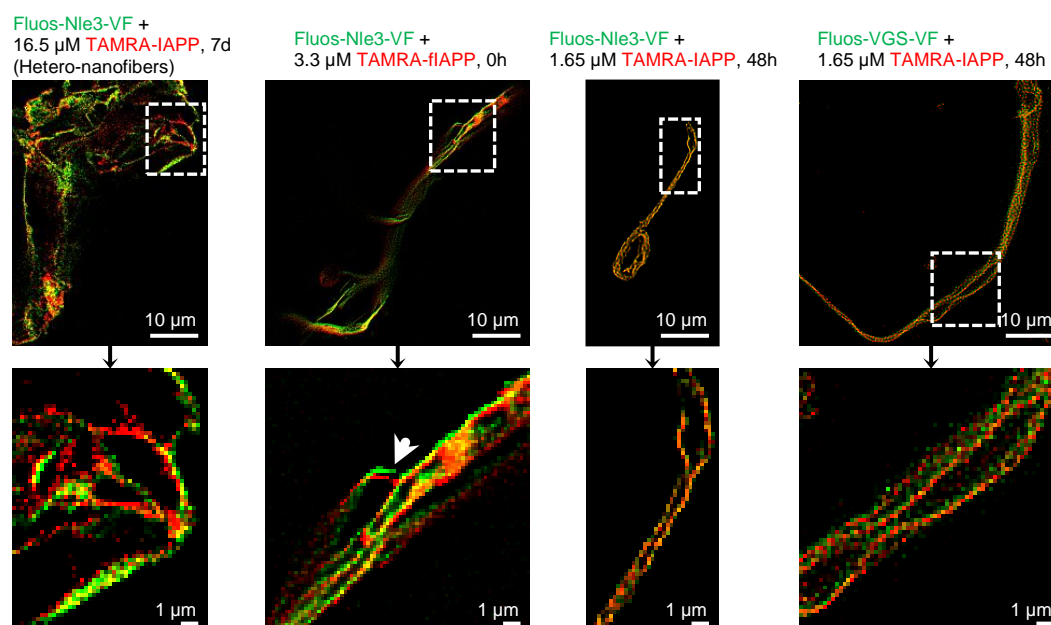 Fluos-Nle3-VF +
16.5 µM TAMRA-IAPP, 7d
(Hetero-nanofibers)
Fluos-Nle3-VF +
3.3 µM TAMRA-fIAPP, 0h
Fluos-Nle3-VF +
1.65 µM TAMRA-IAPP, 48h
Fluos-VGS-VF +
1.65 µM TAMRA-IAPP, 48h
10 µm
10 µm
10 µm
10 µm
1 µm
1 µm
1 µm
1 µm